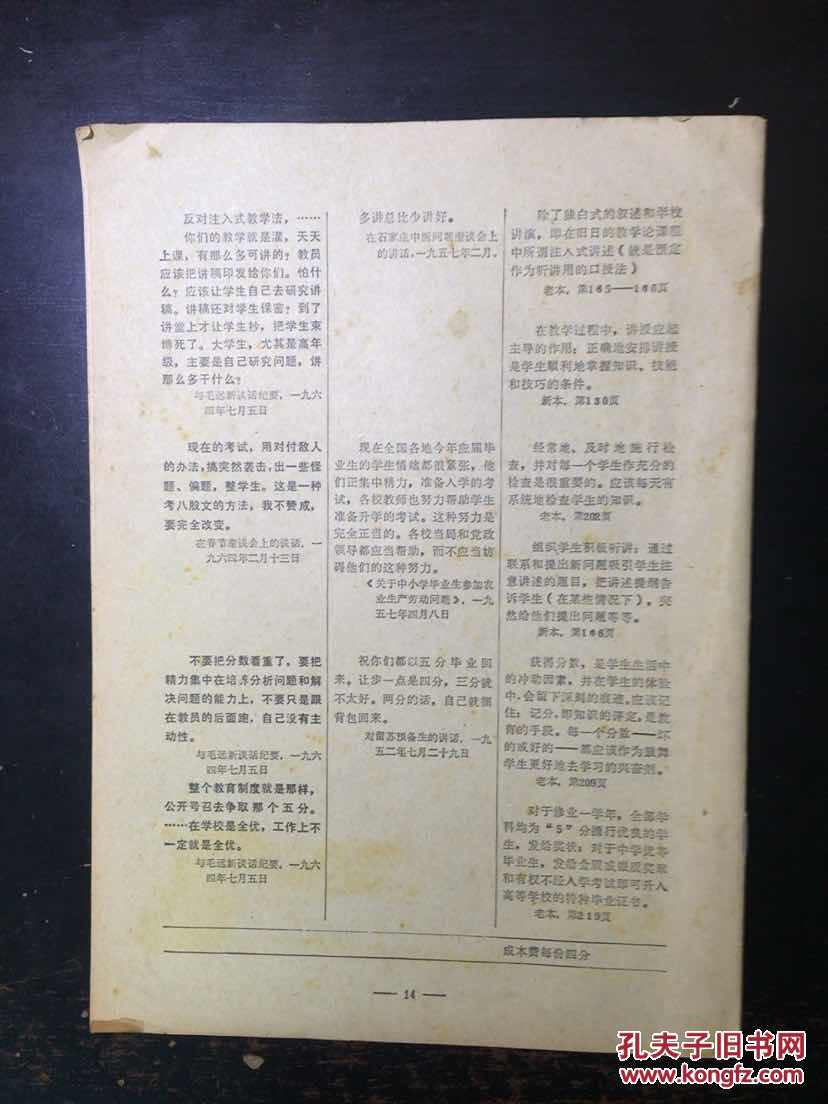 反对注入式教学法，……
你们的教学就是灌，天天
上课，有那么多可讲的？教员
应该把讲稿印发给你们。怕什
么？应该让学生自己去研究讲
稿。讲稿还对学生保密？到了
讲堂上才让学生抄，把学生束
缚死了。大学生，尤其是高年
级，主要是自己研究问题，讲
那么多干什么？
与毛远新谈话纪要，一九六
四年七月五日
现在的考试，用对付敌人
的办法，搞突然袭击，出一些怪
题、偏题，整学生。这是一种
考八股文的方法，我不赞成，
要完全改变。
在春节座谈会上的谈话，一
九六四年二月十三日
不要把分数看重了，要把
精力集中在培养分析问题和解
决问题的能力上，不要只是跟
在教员的后面跑，自己没有主
动性。
与毛远新谈话纪要，一九六
四年七月五日
整个教育制度就是那样，
公开号召去争取那个五分。
……在学校是全优，工作上不
一定就是全优。
与毛远新谈话纪要，一九六
四年七月五日
多讲总比少讲好。
在石家庄中医问题座谈会上
的讲话，一九五七年二月。
现在全国各地今年应届毕
业生的学生情绪都很紧张，他
们正集中精力，准备入学的考
试，各校教师也努力帮助学生
准备升学的考试。这种努力是
完全正当的。各校当局和党政
领导都应当帮助，而不应当妨
碍他们的这种努力。
《关于中小学毕业生参加农
业生产劳动问题》，一九
五七年四月八日
祝你们都以五分毕业回
来。让步一点是四分，三分就
不太好。两分的话，自己就领
背包回来。
对留苏预备生的讲话，一九
五二年七月二十九日
除了独白式的叙述和学校
讲演，即在旧日的教学论课程
中所谓注入式讲述（就是预定
作为听讲用的口授法）
老本，第165——166页
在教学过程中，讲授应起
主导的作用；正确地安排讲授
是学生顺利地掌握知识、技能
和技巧的条件。
新本，第130页
经常地、及时地施行检
查，并对每一个学生作充分的
检查是很重要的。应该每天有
系统地检查学生的知识。
老本，第202页
组织学生积极听讲：通过
联系和提出新问题吸引学生注
意讲述的题目，把讲述提纲告
诉学生（在某些情况下），突
然给他们提出问题等等。
新本，第166页
获得分数，是学生生活中
的冲动因素，并在学生的体验
中，会留下深刻的痕迹。应该记
住：记分，即知识的评定，是教
育的手段。每一个分数——坏
的或好的——都应该作为鼓舞
学生更好地去学习的兴奋剂。
老本，第209页
对于修业一学年，全部学
科均为“5”分操行优良的学
生，发给奖状；对于中学优等
毕业生，发给金质或银质奖章
和有权不经入学考试即可升入
高等学校的特种毕业证书。
老本，第219页
成本费每份四分
— 14 —
孔夫子旧书网
www.kongfz.com